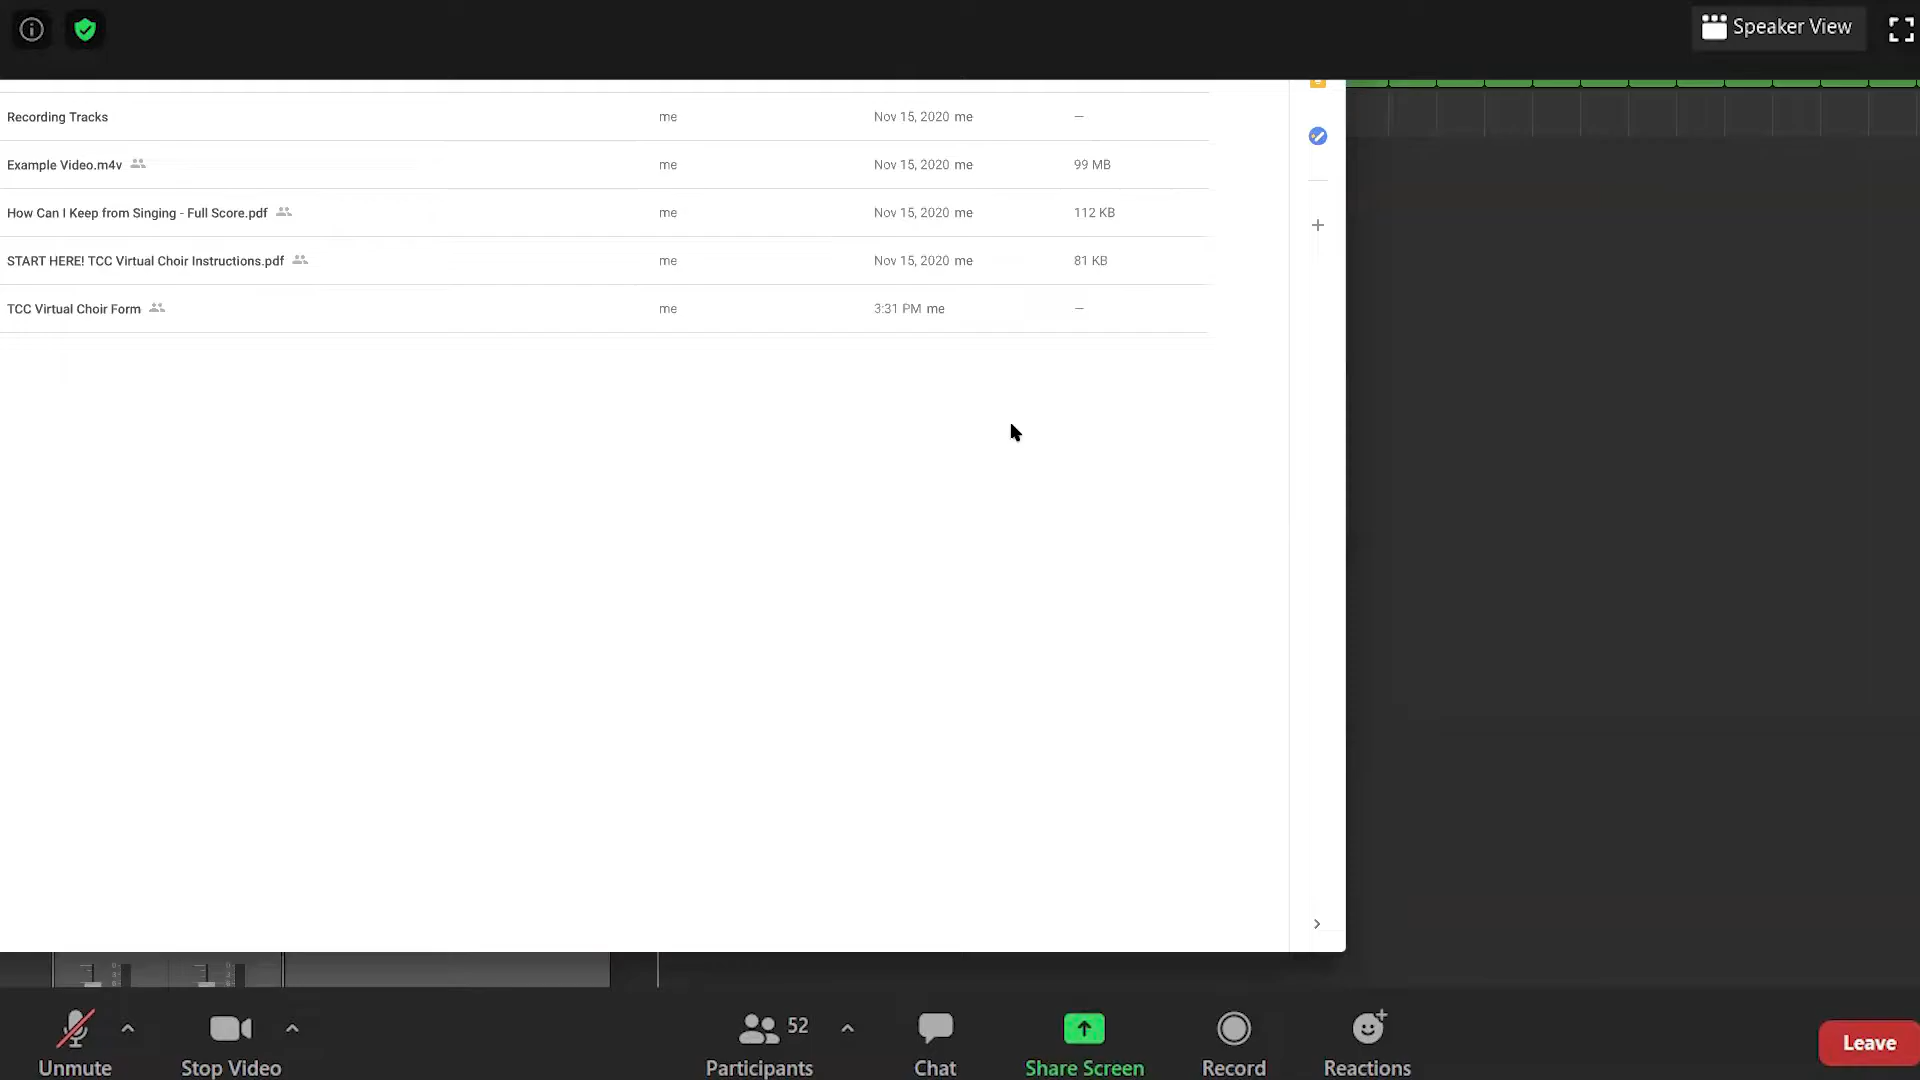 Speaker View
Recording Tracks me Nov 15, 2020 me —
Example Video.m4v me Nov 15, 2020 me 99 MB
How Can I Keep from Singing - Full Score.pdf me Nov 15, 2020 me 112 KB
START HERE! TCC Virtual Choir Instructions.pdf me Nov 15, 2020 me 81 KB
TCC Virtual Choir Form me 3:31 PM me —
52
Unmute Stop Video Participants Chat Share Screen Record Reactions Leave